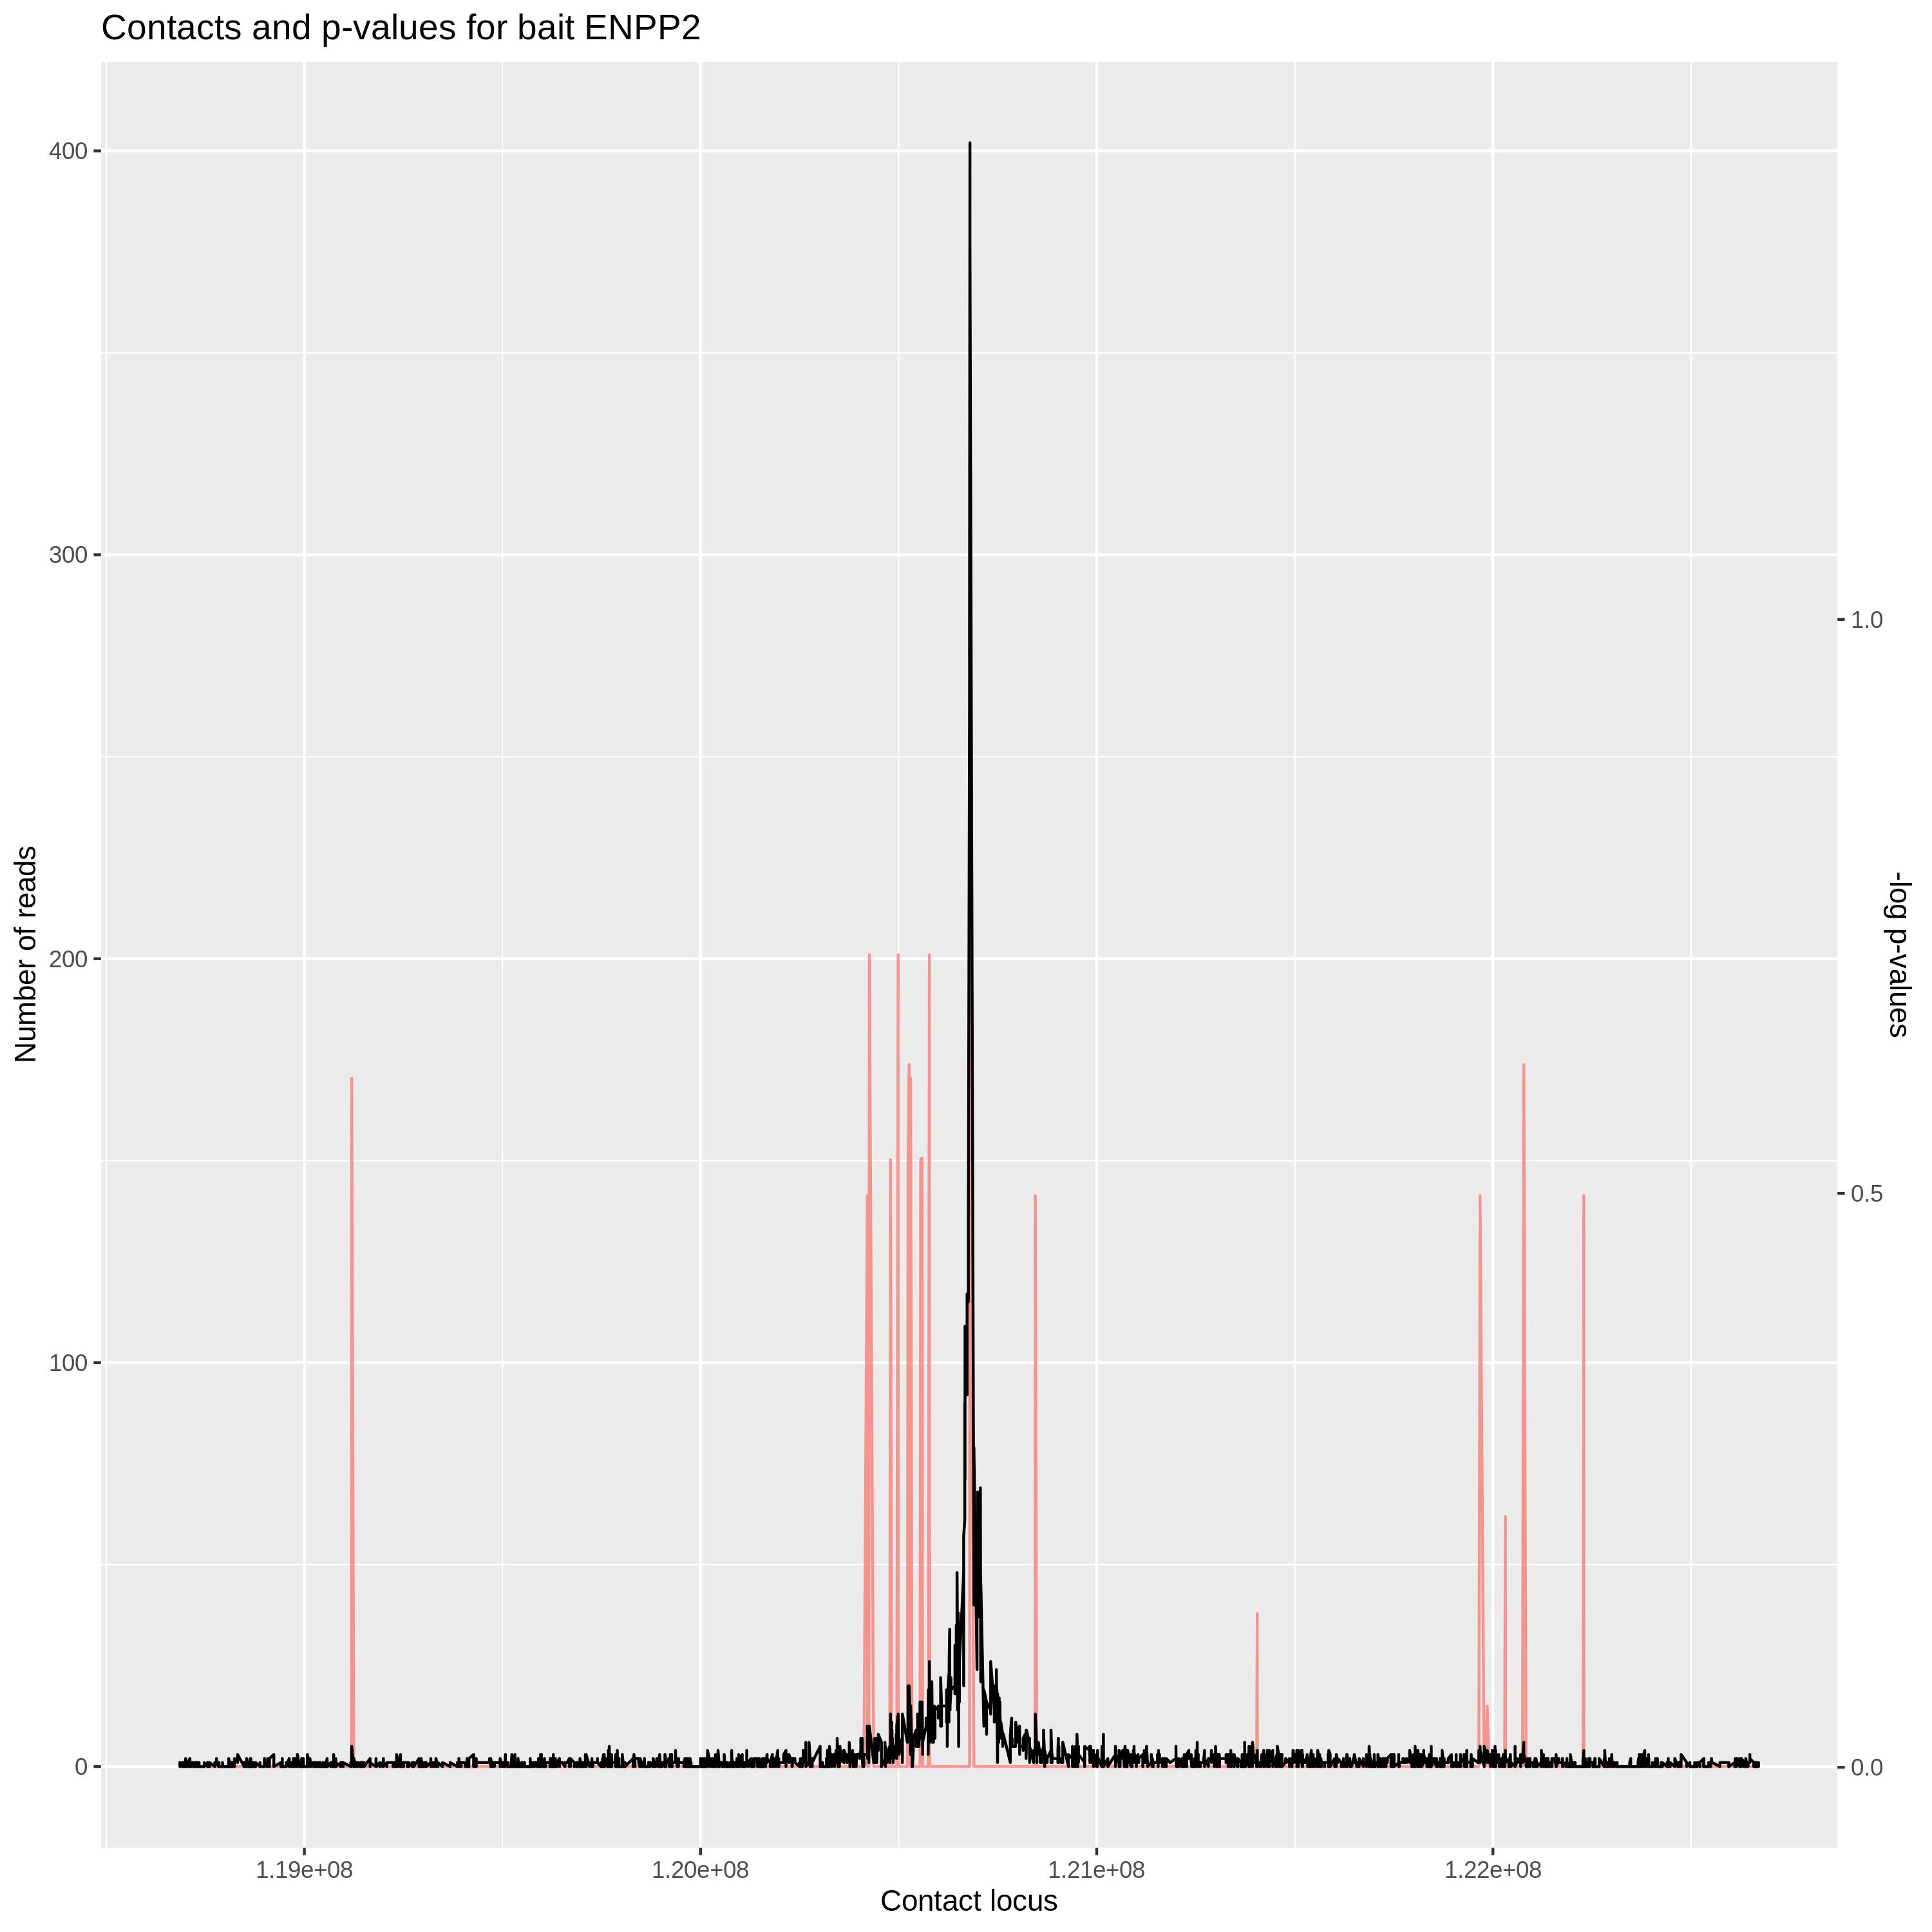 Contacts and p-values for bait ENPP2
400
300
200
100
0
Number of reads
1.0
0.5
0.0
-log p-values
1.19e+08
1.20e+08
1.21e+08
1.22e+08
Contact locus